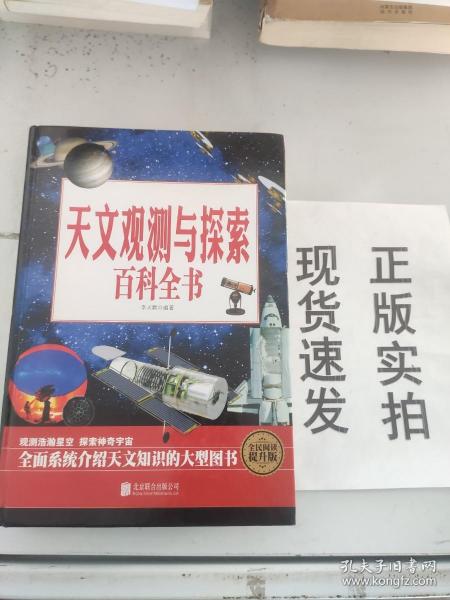 天文观测与探索
百科全书
观测浩瀚星空 探索神奇宇宙
全面系统介绍天文知识的大型图书
全民阅读
提升版
北京联合出版公司
正版实拍
现货速发
孔夫子旧书网
www.kongfz.com